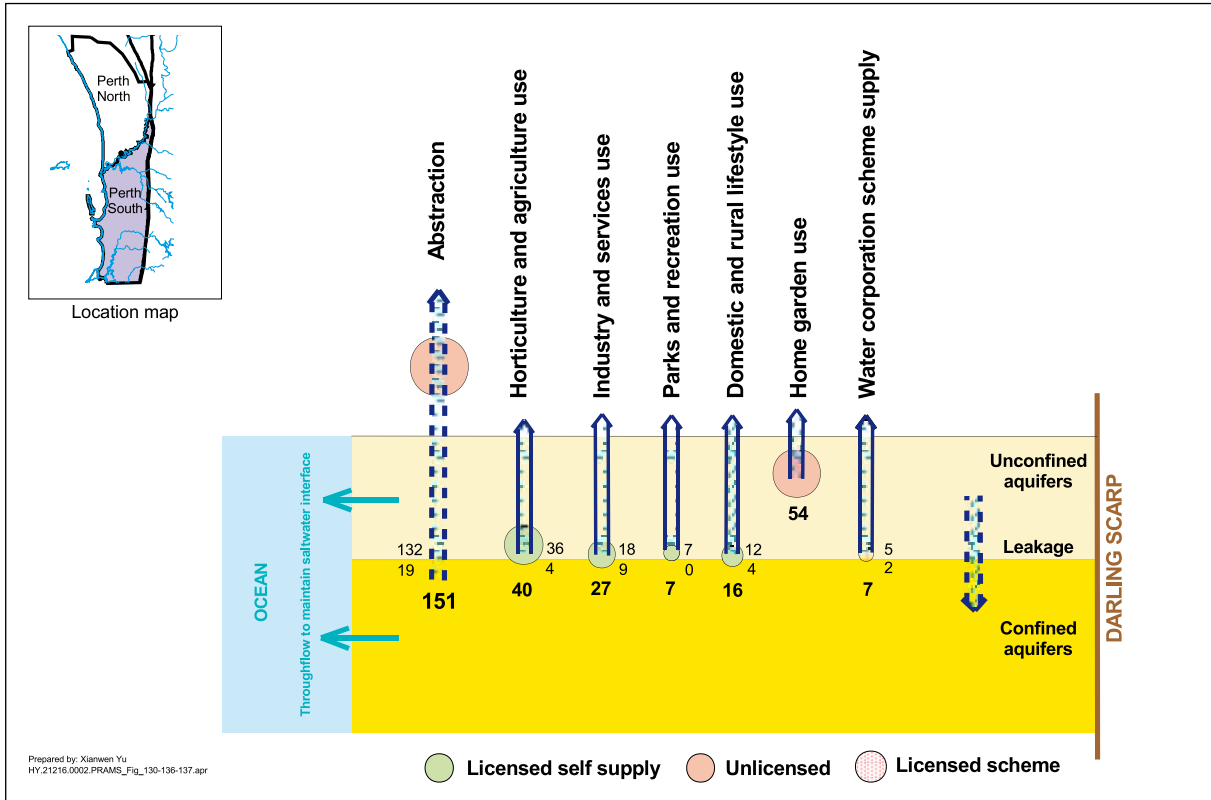 Perth
North
Perth
South
Location map
Abstraction
Horticulture and agriculture use
Industry and services use
Parks and recreation use
Domestic and rural lifestyle use
Home garden use
Water corporation scheme supply
OCEAN
Throughflow to maintain saltwater interface
Unconfined
aquifers
Leakage
Confined
aquifers
DARLING SCARP
132
19
151
36
4
40
18
9
27
7
0
7
12
4
16
54
5
2
7
Prepared by: Xianwen Yu
HY.21216.0002.PRAMS_Fig_130-136-137.apr
Licensed self supply
Unlicensed
Licensed scheme